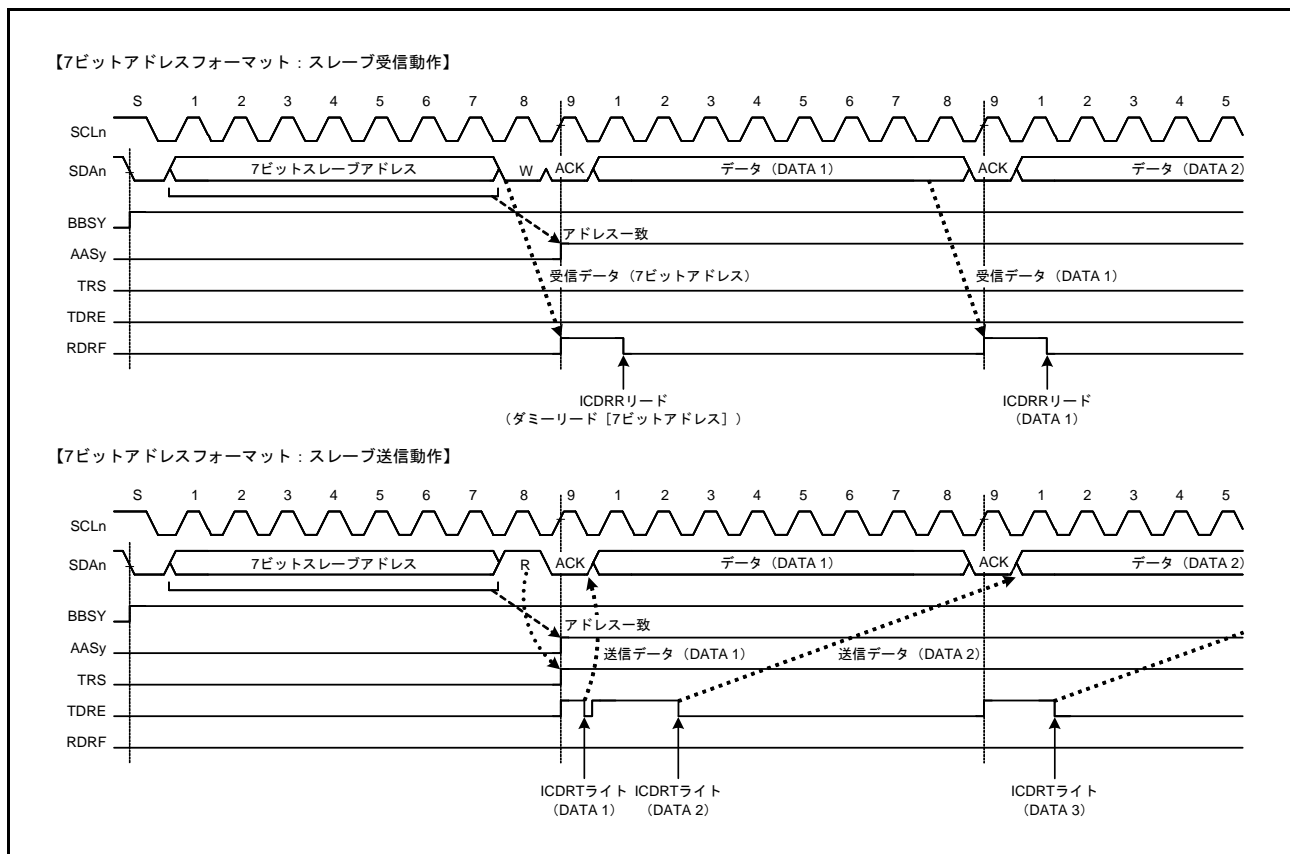 【7ビットアドレスフォーマット：スレーブ受信動作】
S 1 2 3 4 5 6 7 8 9 1 2 3 4 5 6 7 8 9 1 2 3 4 5
SCLn
SDAn 7ビットスレーブアドレス W ACK データ（DATA 1） ACK データ（DATA 2）
BBSY
アドレス一致
AASy
受信データ（7ビットアドレス） 受信データ（DATA 1）
TRS
TDRE
RDRF
ICDRRリード ICDRRリード
（ダミーリード［7ビットアドレス］） （DATA 1）
【7ビットアドレスフォーマット：スレーブ送信動作】
S 1 2 3 4 5 6 7 8 9 1 2 3 4 5 6 7 8 9 1 2 3 4 5
SCLn
SDAn 7ビットスレーブアドレス R ACK データ（DATA 1） ACK データ（DATA 2）
BBSY
アドレス一致
AASy
送信データ（DATA 1） 送信データ（DATA 2）
TRS
TDRE
RDRF
ICDRTライト ICDRTライト ICDRTライト
（DATA 1） （DATA 2） （DATA 3）